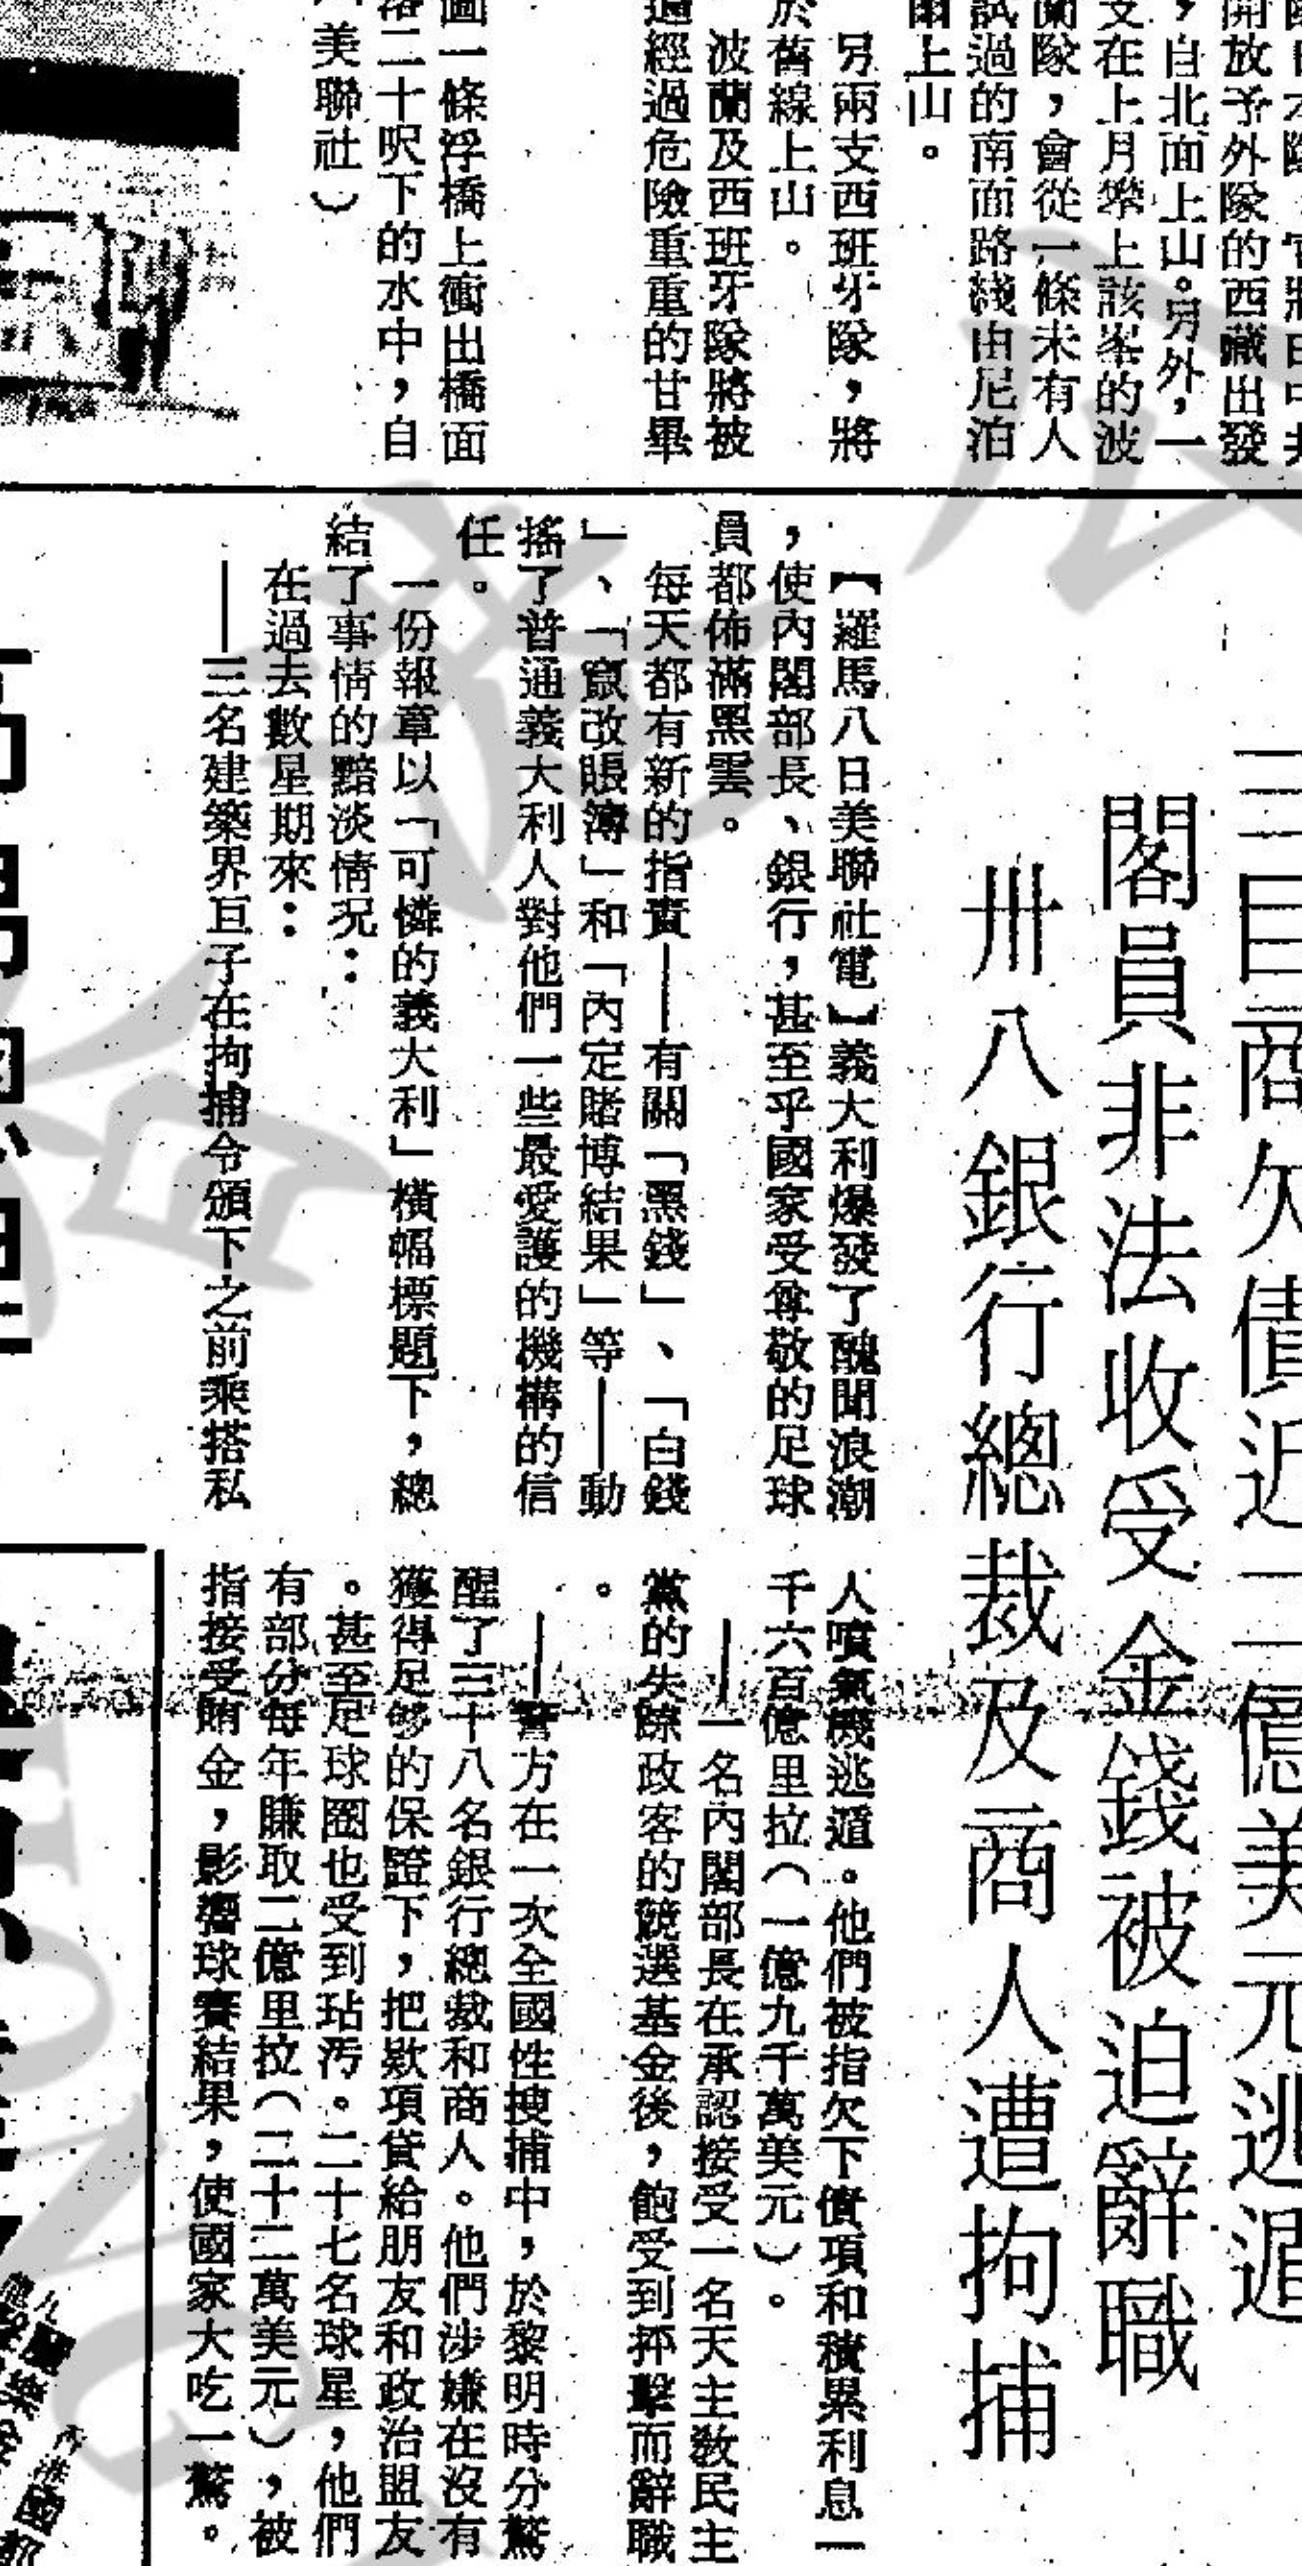 開放予外隊的西藏出發
，自北面上山。另外，一
支在上月攀上該峯的波
蘭隊，會從一條未有人
試過的南面路綫由尼泊
爾上山。
另兩支西班牙隊，將
於舊線上山。
波蘭及西班牙隊將被
經過危險重重的甘畢
圖一條浮橋上衝出橋面
落二十呎下的水中，自
美聯社）
三巨商欠債近二億美元逃遁
閣員非法收受金錢被迫辭職
卅八銀行總裁及商人遭拘捕
【羅馬八日美聯社電】義大利爆發了醜聞浪潮
，使內閣部長、銀行，甚至乎國家受尊敬的足球
員都佈滿黑雲。
每天都有新的指責——有關「黑錢」、「白錢
」、「竄改賬簿」和「內定賭博結果」等——動
搖了普通義大利人對他們一些最愛護的機構的信
任。
一份報章以「可憐的義大利」橫幅標題下，總
結了事情的黯淡情況：
在過去數星期來：
——三名建築界巨子在拘捕令頒下之前乘搭私
人噴氣機逃遁。他們被指欠下債項和積累利息一
千六百億里拉（一億九千萬美元）。
——一名內閣部長在承認接受一名天主敎民主
黨的失踪政客的競選基金後，飽受到抨擊而辭職
。
——警方在一次全國性搜捕中，於黎明時分驚
醒了三十八名銀行總裁和商人。他們涉嫌在沒有
獲得足够的保證下，把欵項貸給朋友和政治盟友
。甚至足球圈也受到玷汚。二十七名球星，他們
有部分每年賺取二億里拉（二十二萬美元），被
指接受賄金，影響球賽結果，使國家大吃一驚。